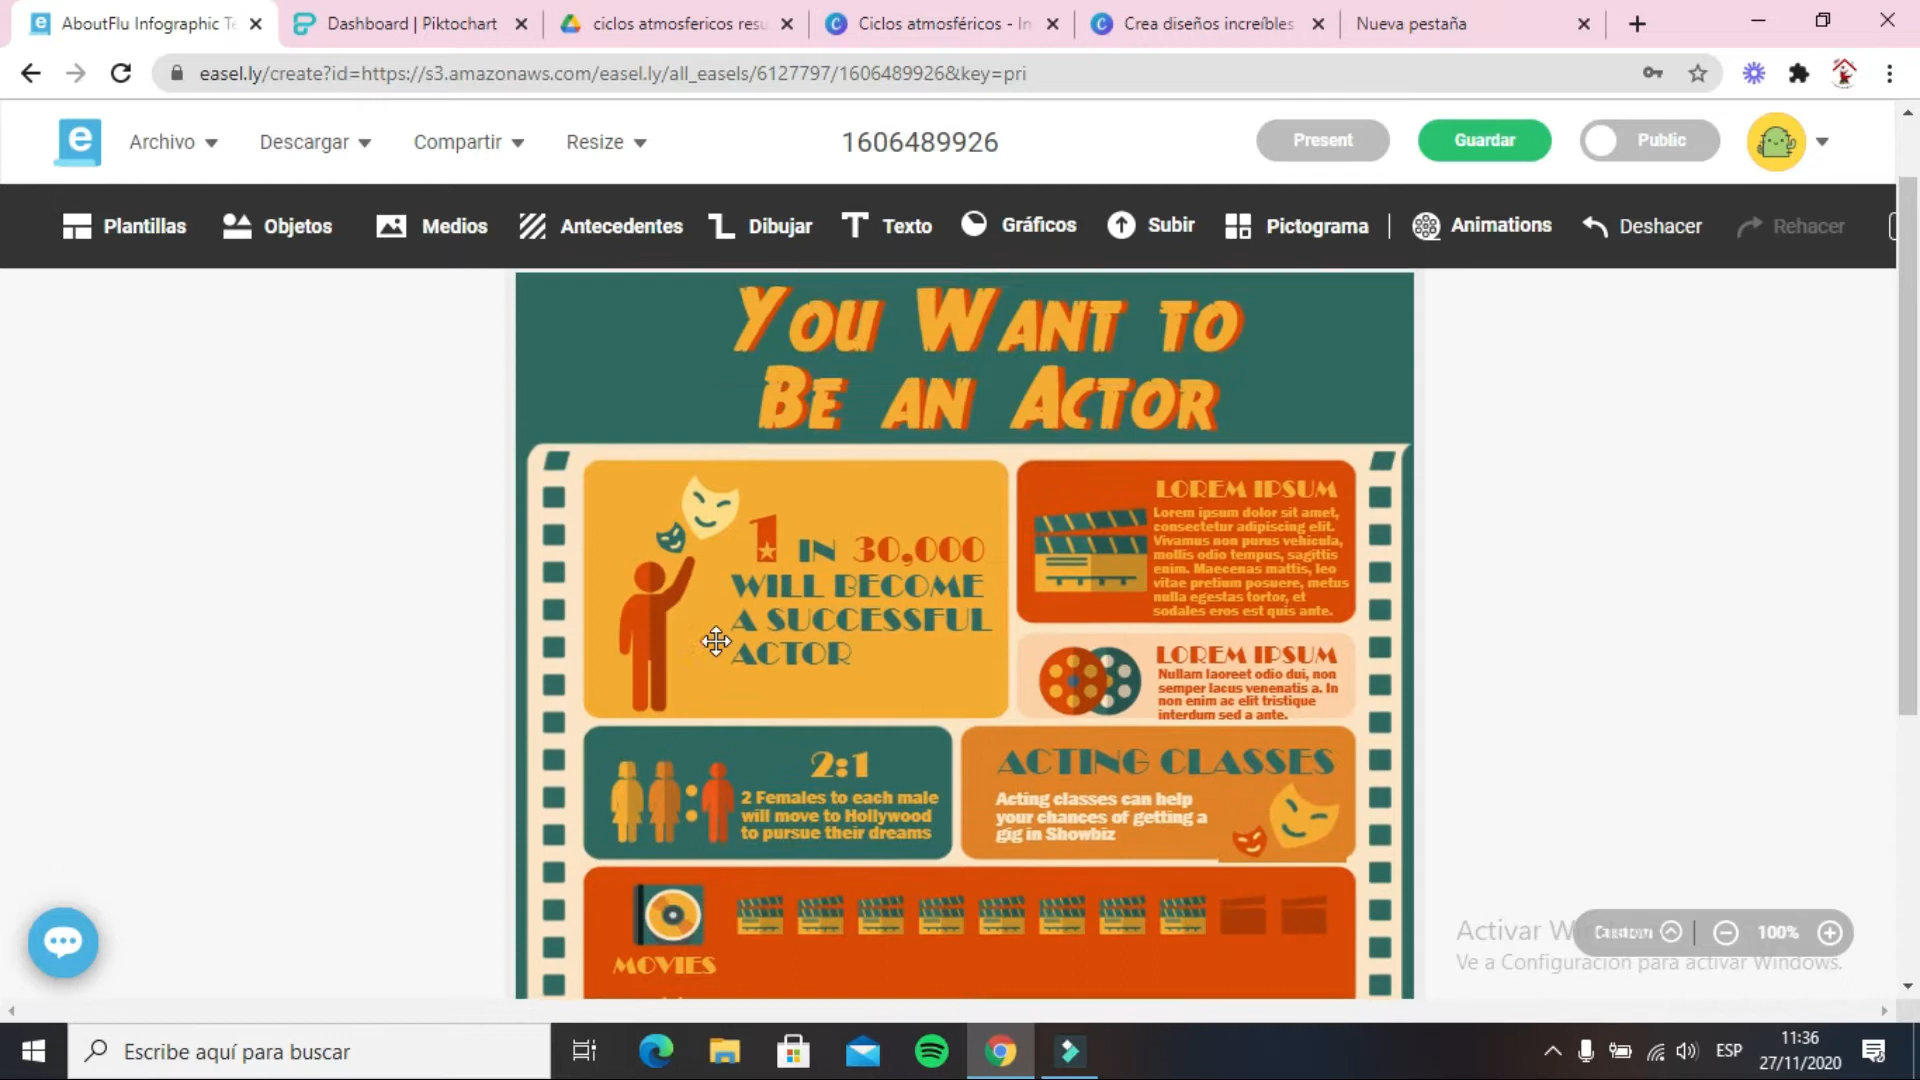 AboutFlu Infographic Te
Dashboard | Piktochart
ciclos atmosfericos resu
Ciclos atmosféricos - In
Crea diseños increíbles
Nueva pestaña
easel.ly/create?id=https://s3.amazonaws.com/easel.ly/all_easels/6127797/1606489926&key=pri
e
Archivo
Descargar
Compartir
Resize
1606489926
Present
Guardar
Public
Plantillas
Objetos
Medios
Antecedentes
Dibujar
Texto
Gráficos
Subir
Pictograma
Animations
Deshacer
Rehacer
YOU WANT TO
BE AN ACTOR
1 IN 30,000
WILL BECOME
A SUCCESSFUL
ACTOR
LOREM IPSUM
Lorem ipsum dolor sit amet,
consectetur adipiscing elit.
Vivamus non purus vehicula,
mollis odio tempus, sagittis
enim. Maecenas mattis, leo
vitae pretium posuere, metus
nulla egestas tortor, et
sodales eros est quis ante.
LOREM IPSUM
Nullam laoreet odio dui, non
semper lacus venenatis a. In
non enim ac elit tristique
interdum sed a ante.
2:1
2 Females to each male
will move to Hollywood
to pursue their dreams
ACTING CLASSES
Acting classes can help
your chances of getting a
gig in Showbiz
MOVIES
Activar
Custom
100%
Ve a Configuración para activar Windows.
Escribe aquí para buscar
ESP
11:36
27/11/2020